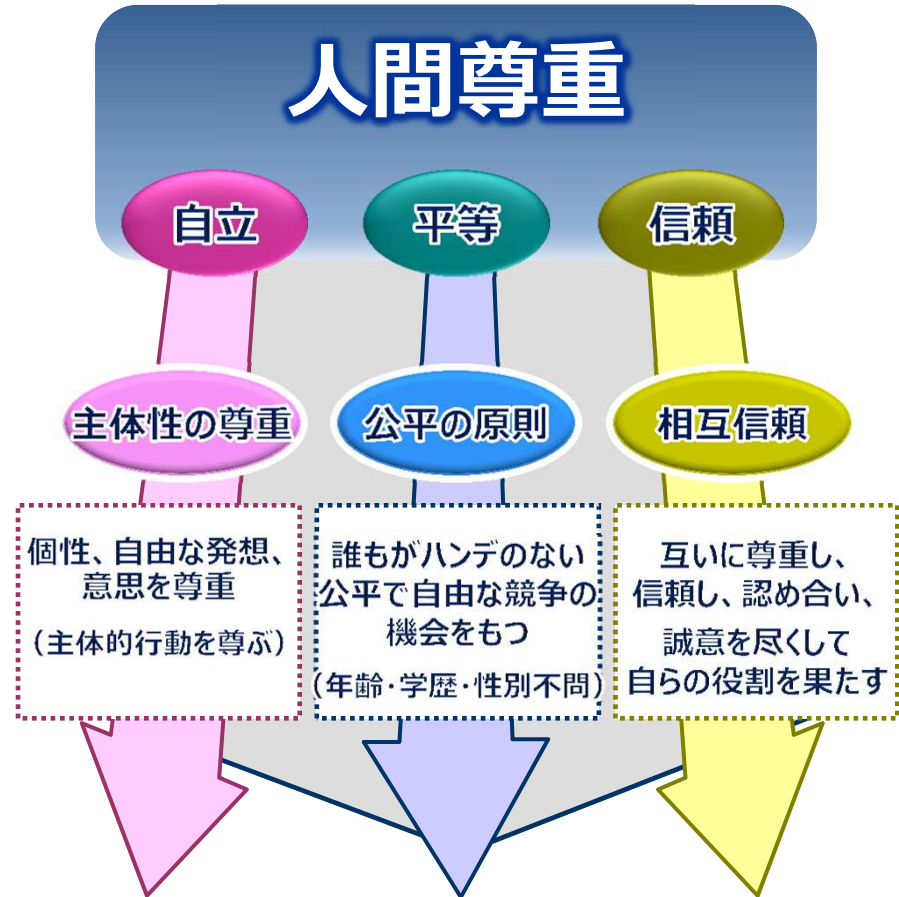 人間尊重
自立
平等
信頼
主体性の尊重
公平の原則
相互信頼
個性、自由な発想、
意思を尊重
（主体的行動を尊ぶ）
誰もがハンデのない
公平で自由な競争の
機会をもつ
（年齢・学歴・性別不問）
互いに尊重し、
信頼し、認め合い、
誠意を尽くして
自らの役割を果たす